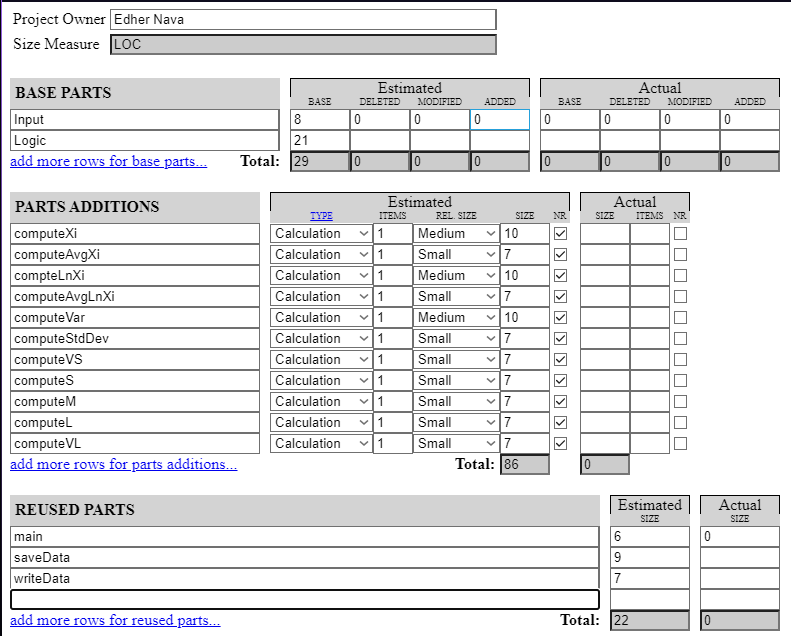 Project Owner Edher Nava
Size Measure LOC
BASE PARTS Estimated Actual
BASE DELETED MODIFIED ADDED BASE DELETED MODIFIED ADDED
Input 8 0 0 0 0 0 0 0
Logic 21
add more rows for base parts... Total: 29 0 0 0 0 0 0 0
PARTS ADDITIONS Estimated Actual
TYPE ITEMS REL. SIZE SIZE NR SIZE ITEMS NR
computeXi Calculation 1 Medium 10
computeAvgXi Calculation 1 Small 7
compteLnXi Calculation 1 Medium 10
computeAvgLnXi Calculation 1 Small 7
computeVar Calculation 1 Medium 10
computeStdDev Calculation 1 Small 7
computeVS Calculation 1 Small 7
computeS Calculation 1 Small 7
computeM Calculation 1 Small 7
computeL Calculation 1 Small 7
computeVL Calculation 1 Small 7
add more rows for parts additions... Total: 86 0
REUSED PARTS Estimated Actual
SIZE SIZE
main 6 0
saveData 9
writeData 7
add more rows for reused parts... Total: 22 0